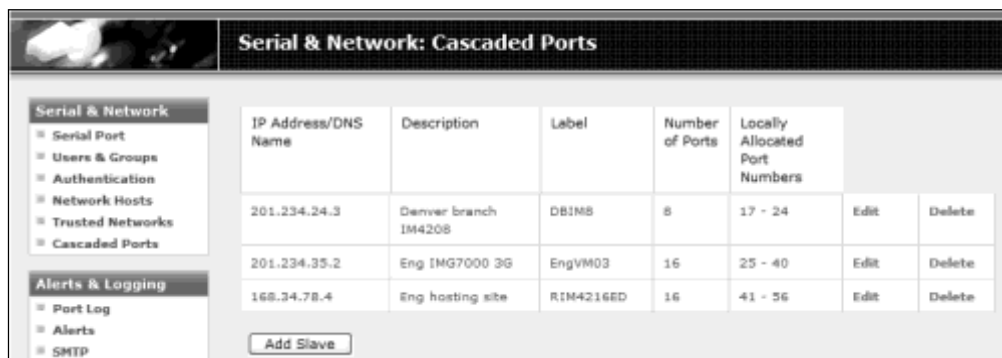 Serial & Network: Cascaded Ports
Serial & Network
Serial Port
Users & Groups
Authentication
Network Hosts
Trusted Networks
Cascaded Ports
Alerts & Logging
Port Log
Alerts
SMTP
IP Address/DNS Name Description Label Number of Ports Locally Allocated Port Numbers
201.234.24.3 Denver branch IM4208 DBIM8 8 17 - 24 Edit Delete
201.234.35.2 Eng IMG7000 3G EngVM03 16 25 - 40 Edit Delete
168.34.78.4 Eng hosting site RIM4216ED 16 41 - 56 Edit Delete
Add Slave